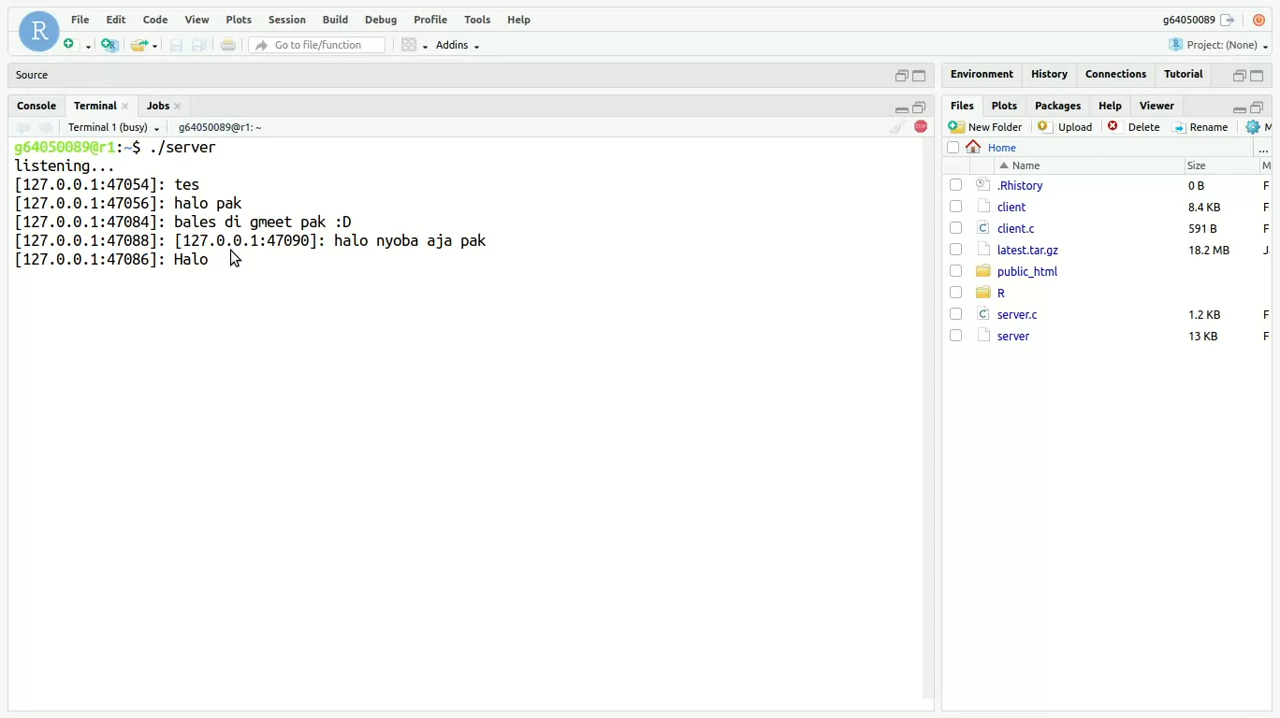 R
File Edit Code View Plots Session Build Debug Profile Tools Help
g64050089
Go to file/function
Addins
R Project: (None)
Source
Environment History Connections Tutorial
Console Terminal Jobs
Files Plots Packages Help Viewer
Terminal 1 (busy) g64050089@r1: ~
New Folder Upload Delete Rename M
Home ...
Name Size M
g64050089@r1:~$ ./server
listening...
[127.0.0.1:47054]: tes
[127.0.0.1:47056]: halo pak
[127.0.0.1:47084]: bales di gmeet pak :D
[127.0.0.1:47088]: [127.0.0.1:47090]: halo nyoba aja pak
[127.0.0.1:47086]: Halo
.Rhistory 0 B F
client 8.4 KB F
C client.c 591 B F
latest.tar.gz 18.2 MB J
public_html F
R F
C server.c 1.2 KB F
server 13 KB F